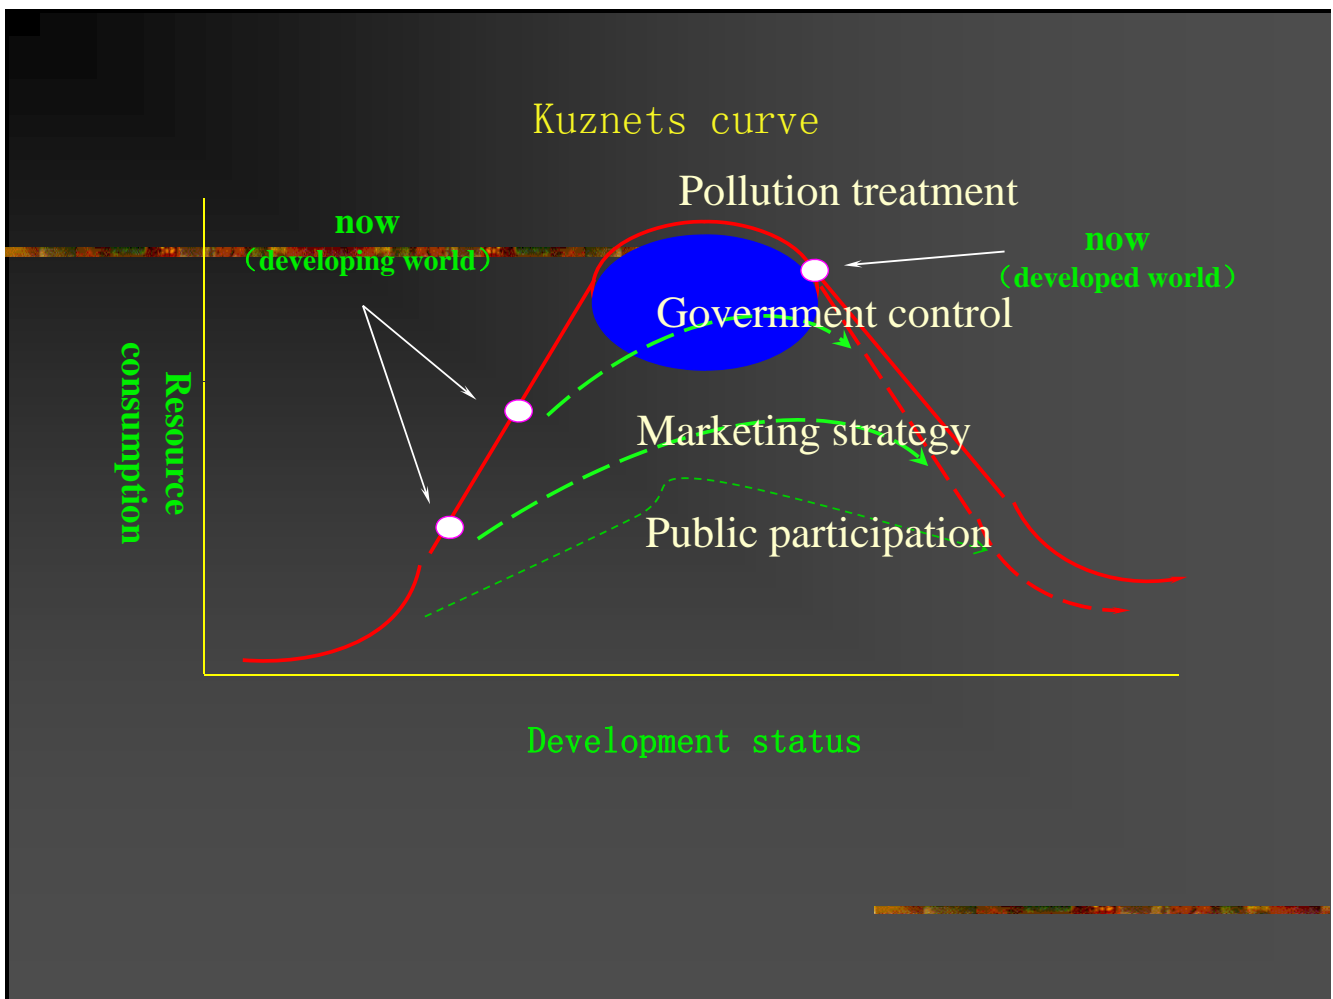 Kuznets curve
Pollution treatment
now
（developing world）
now
（developed world）
Government control
Resource
consumption
Marketing strategy
Public participation
Development status